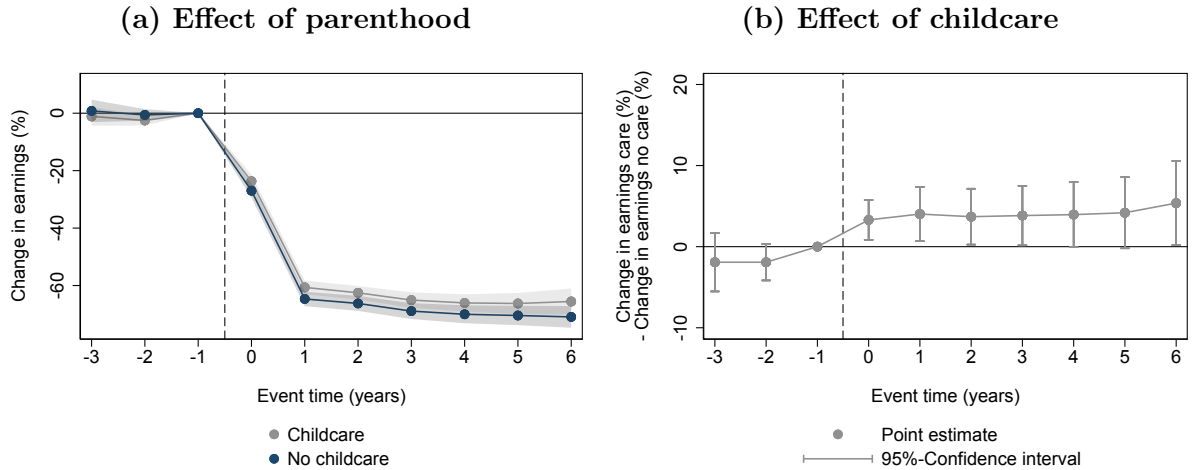 (a) Effect of parenthood
Change in earnings (%)
0
-20
-40
-60
-3 -2 -1 0 1 2 3 4 5 6
Event time (years)
Childcare
No childcare
(b) Effect of childcare
Change in earnings care (%)
- Change in earnings no care (%)
20
10
0
-10
-3 -2 -1 0 1 2 3 4 5 6
Event time (years)
Point estimate
95%-Confidence interval